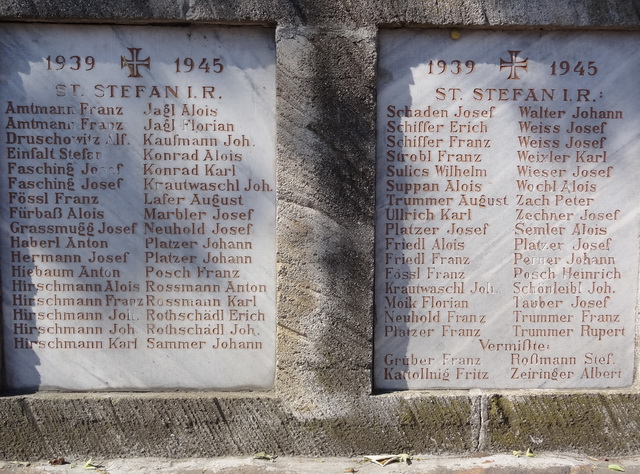 1939 1945
ST. STEFAN I.R.
Amtmann Franz Jagl Alois
Amtmann Franz Jagl Florian
Druschowitz Alf. Kaufmann Joh.
Einfalt Stefan Konrad Alois
Fasching Josef Konrad Karl
Fasching Josef Krautwaschl Joh.
Fössl Franz Lafer August
Fürbaß Alois Marbler Josef
Grassmugg Josef Neuhold Josef
Haberl Anton Platzer Johann
Hermann Josef Platzer Johann
Hiebaum Anton Posch Franz
Hirschmann Alois Rossmann Anton
Hirschmann Franz Rossmann Karl
Hirschmann Joh. Rothschädl Erich
Hirschmann Joh. Rothschädl Joh.
Hirschmann Karl Sammer Johann
1939 1945
ST. STEFAN I.R.:
Schaden Josef Walter Johann
Schiffer Erich Weiss Josef
Schiffer Franz Weiss Josef
Strobl Franz Weixler Karl
Sulics Wilhelm Wieser Josef
Suppan Alois Wöbl Alois
Trummer August Zach Peter
Ullrich Karl Zechner Josef
Platzer Josef Semler Alois
Friedl Alois Platzer Josef
Friedl Franz Johann
Fössl Franz Posch Heinrich
Krautwaschl Joh. Schönleibl Joh.
Moik Florian Tauber Josef
Neuhold Franz Trummer Franz
Platzer Franz Trummer Rupert
Vermißte:
Gruber Franz Roßmann Stef.
Kattollnig Fritz Zeiringer Albert